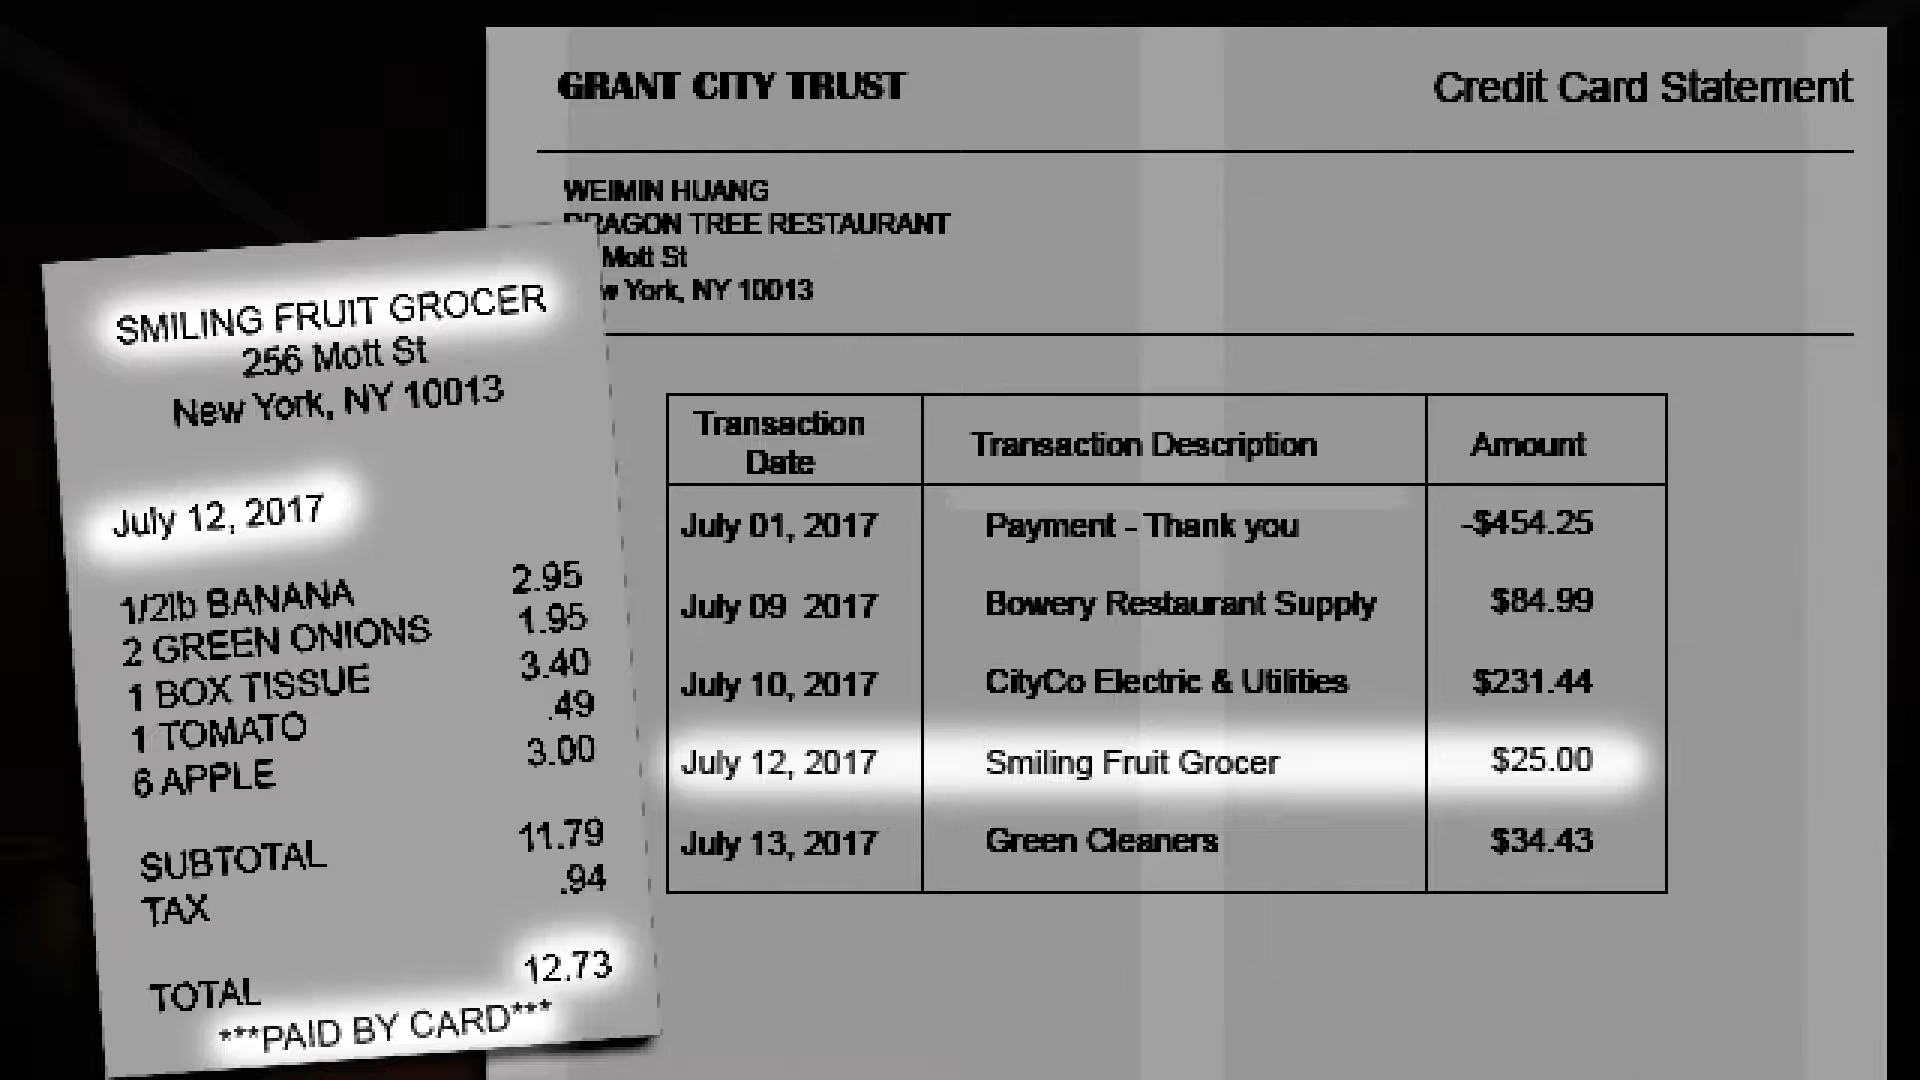 GRANT CITY TRUST
Credit Card Statement
WEIMIN HUANG
DRAGON TREE RESTAURANT
Mott St
York, NY 10013
SMILING FRUIT GROCER
256 Mott St
New York, NY 10013
July 12, 2017
1/2lb BANANA 2.95
2 GREEN ONIONS 1.95
1 BOX TISSUE 3.40
1 TOMATO .49
6 APPLE 3.00
SUBTOTAL 11.79
TAX .94
TOTAL 12.73
***PAID BY CARD***
Transaction Date Transaction Description Amount
July 01, 2017 Payment - Thank you -$454.25
July 09 2017 Bowery Restaurant Supply $84.99
July 10, 2017 CityCo Electric & Utilities $231.44
July 12, 2017 Smiling Fruit Grocer $25.00
July 13, 2017 Green Cleaners $34.43